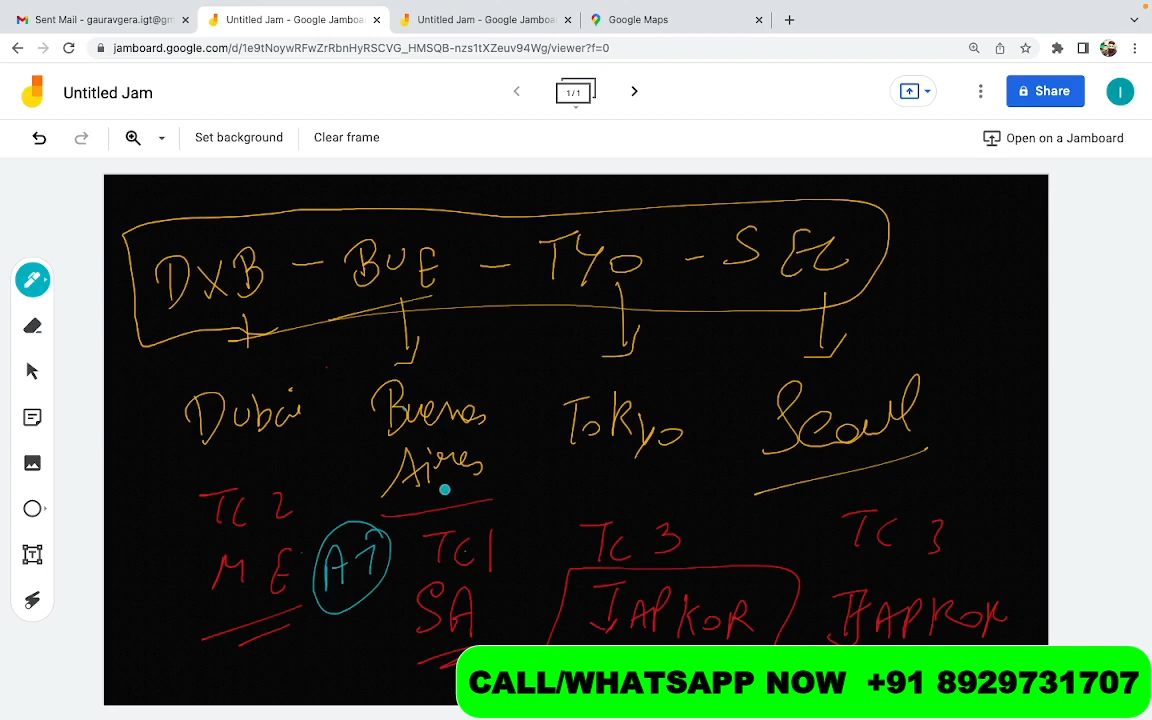 Sent Mail - gauravgera.igt@gm
Untitled Jam - Google Jamboa
Untitled Jam - Google Jamboa
Google Maps
jamboard.google.com/d/1e9tNoywRFwZrRbnHyRSCVG_HMSQB-nzs1tXZeuv94Wg/viewer?f=0
Untitled Jam
1/1
Share
I
Set background
Clear frame
Open on a Jamboard
DXB - BUE - TYO - SEL
Dubai
Buenos
Aires
Tokyo
Seoul
TC 2
ME
AT
TC1
SA
TC 3
JAPKOR
TC 3
JAPKOR
CALL/WHATSAPP NOW +91 8929731707